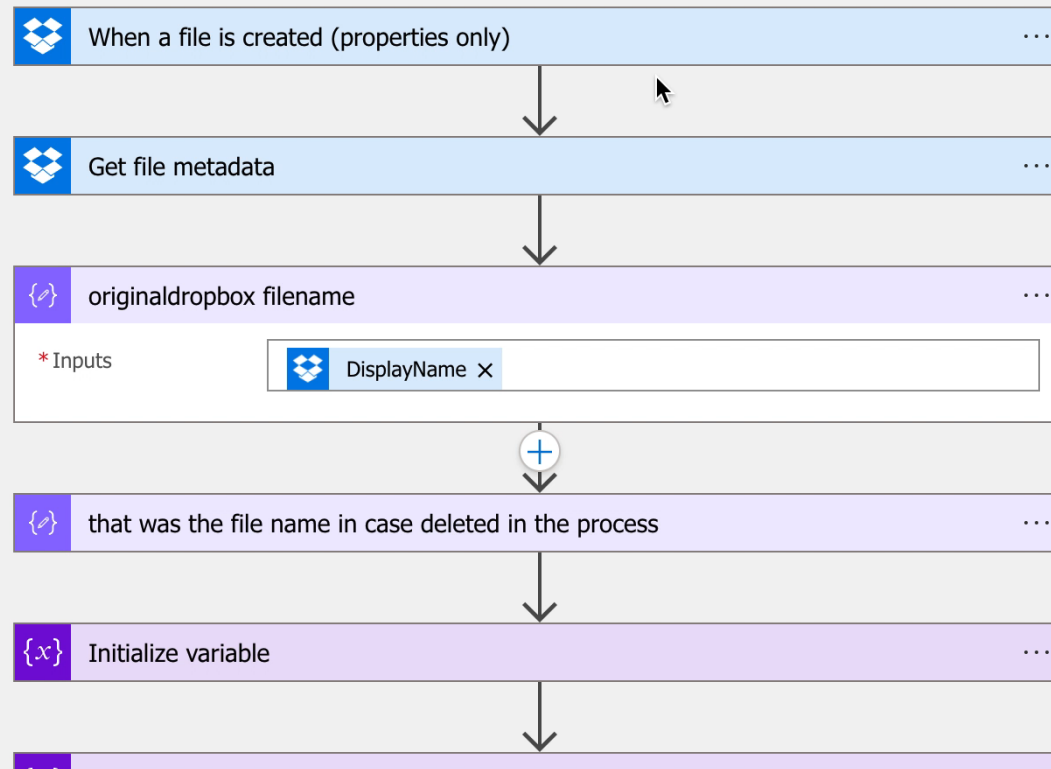 When a file is created (properties only)
Get file metadata
originaldropbox filename
* Inputs
DisplayName
that was the file name in case deleted in the process
{x} Initialize variable